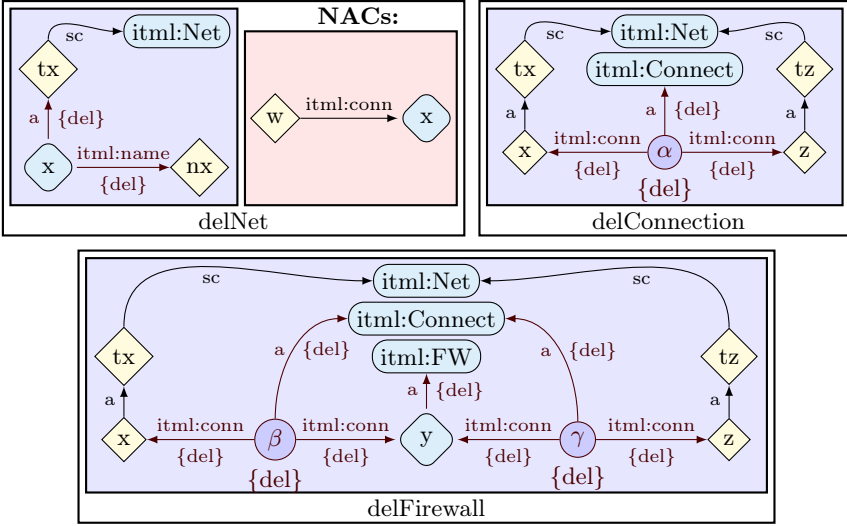 NACs:
sc
itml:Net
tx
a
{del}
x
itml:name
{del}
nx
w
itml:conn
x
delNet
sc
itml:Net
sc
tx
itml:Connect
tz
a
a
a
x
itml:conn
{del}
α
{del}
itml:conn
{del}
z
delConnection
sc
itml:Net
sc
itml:Connect
tx
a
{del}
itml:FW
a
{del}
tz
a
a
{del}
a
x
itml:conn
{del}
β
{del}
itml:conn
{del}
y
itml:conn
{del}
γ
{del}
itml:conn
{del}
z
delFirewall